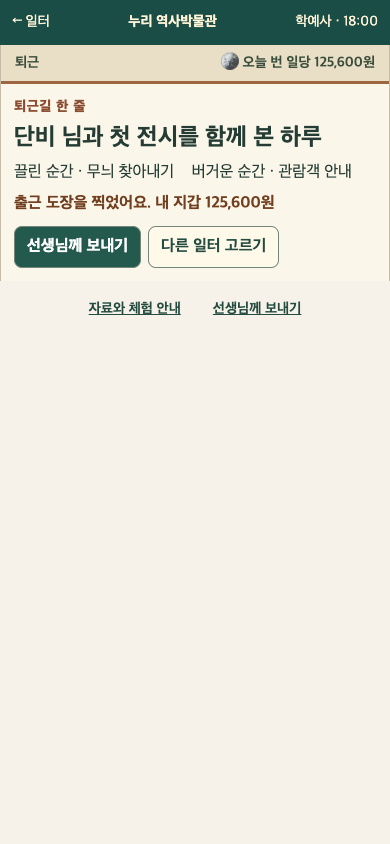 ← 일터 누리 역사박물관 학예사 · 18:00
퇴근 오늘 번 일당 125,600원
퇴근길 한 줄
단비 님과 첫 전시를 함께 본 하루
끌린 순간 · 무늬 찾아내기 버거운 순간 · 관람객 안내
출근 도장을 찍었어요. 내 지갑 125,600원
선생님께 보내기 다른 일터 고르기
자료와 체험 안내 선생님께 보내기